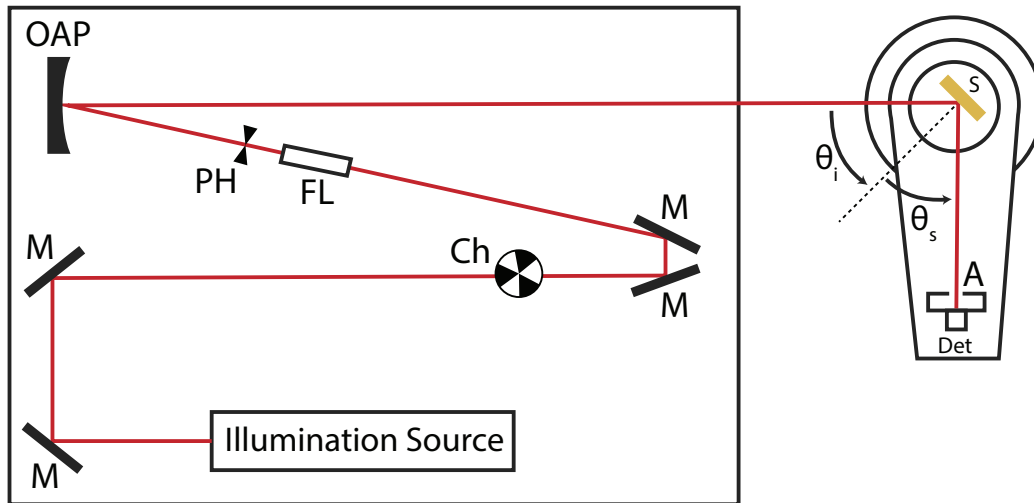 OAP
S
PH
FL
θi
θs
M
M
Ch
M
A
Det
Illumination Source
M